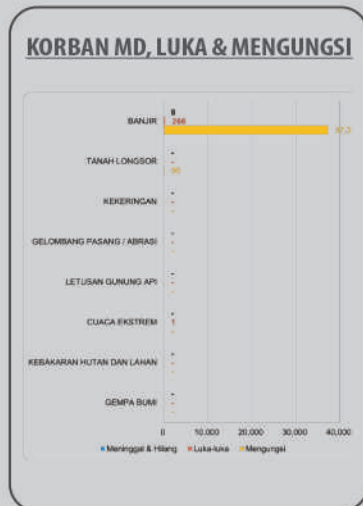 KORBAN MD, LUKA & MENGUNGSI
BANJIR
266
TANAH LONGSOR
-
-
KEKERINGAN
-
-
-
GELOMBANG PASANG / ABRASI
-
-
-
LETUSAN GUNUNG API
-
-
-
CUACA EKSTREM
-
1
-
KEBAKARAN HUTAN DAN LAHAN
-
-
-
GEMPA BUMI
-
-
-
0 10,000 20,000 30,000 40,000
Meninggal & Hilang Luka-luka Mengungsi